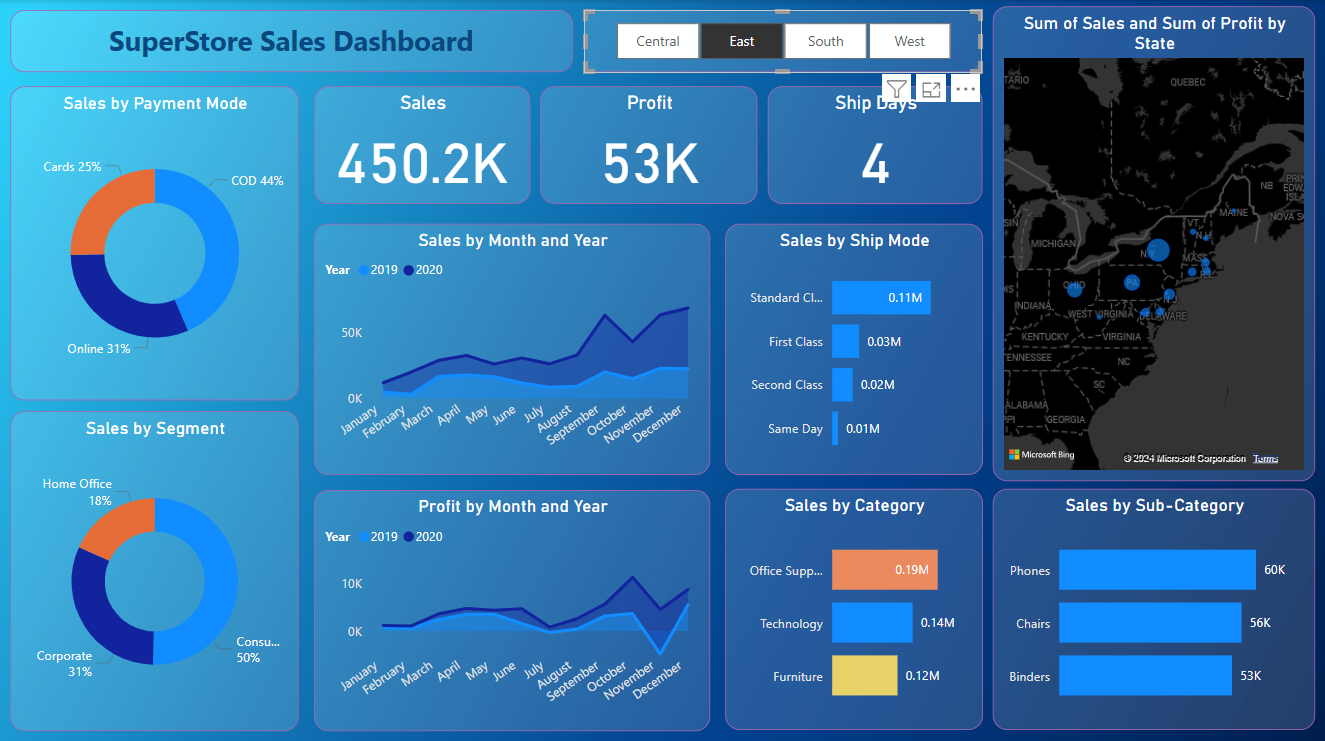 SuperStore Sales Dashboard
Central
East
South
West
Sum of Sales and Sum of Profit by
State
Sales by Payment Mode
Cards 25%
COD 44%
Online 31%
Sales
450.2K
Profit
53K
Ship Days
4
Sales by Month and Year
Year 2019 2020
50K
0K
January
February
March
April
May
June
July
August
September
October
November
December
Sales by Ship Mode
Standard Cl... 0.11M
First Class 0.03M
Second Class 0.02M
Same Day 0.01M
QUEBEC
NB
MAINE
NOVA S
MICHIGAN
VT.
N.H.
N.Y.
MASS.
R.I.
OHIO
PA
N.J.
INDIANA
WEST VIRGINIA
DELAWARE
KENTUCKY
VIRGINIA
NC
SC
GEORGIA
Microsoft Bing
© 2024 Microsoft Corporation Terms
Sales by Segment
Home Office
18%
Corporate
31%
Consu...
50%
Profit by Month and Year
Year 2019 2020
10K
0K
January
February
March
April
May
June
July
August
September
October
November
December
Sales by Category
Office Supp... 0.19M
Technology 0.14M
Furniture 0.12M
Sales by Sub-Category
Phones 60K
Chairs 56K
Binders 53K